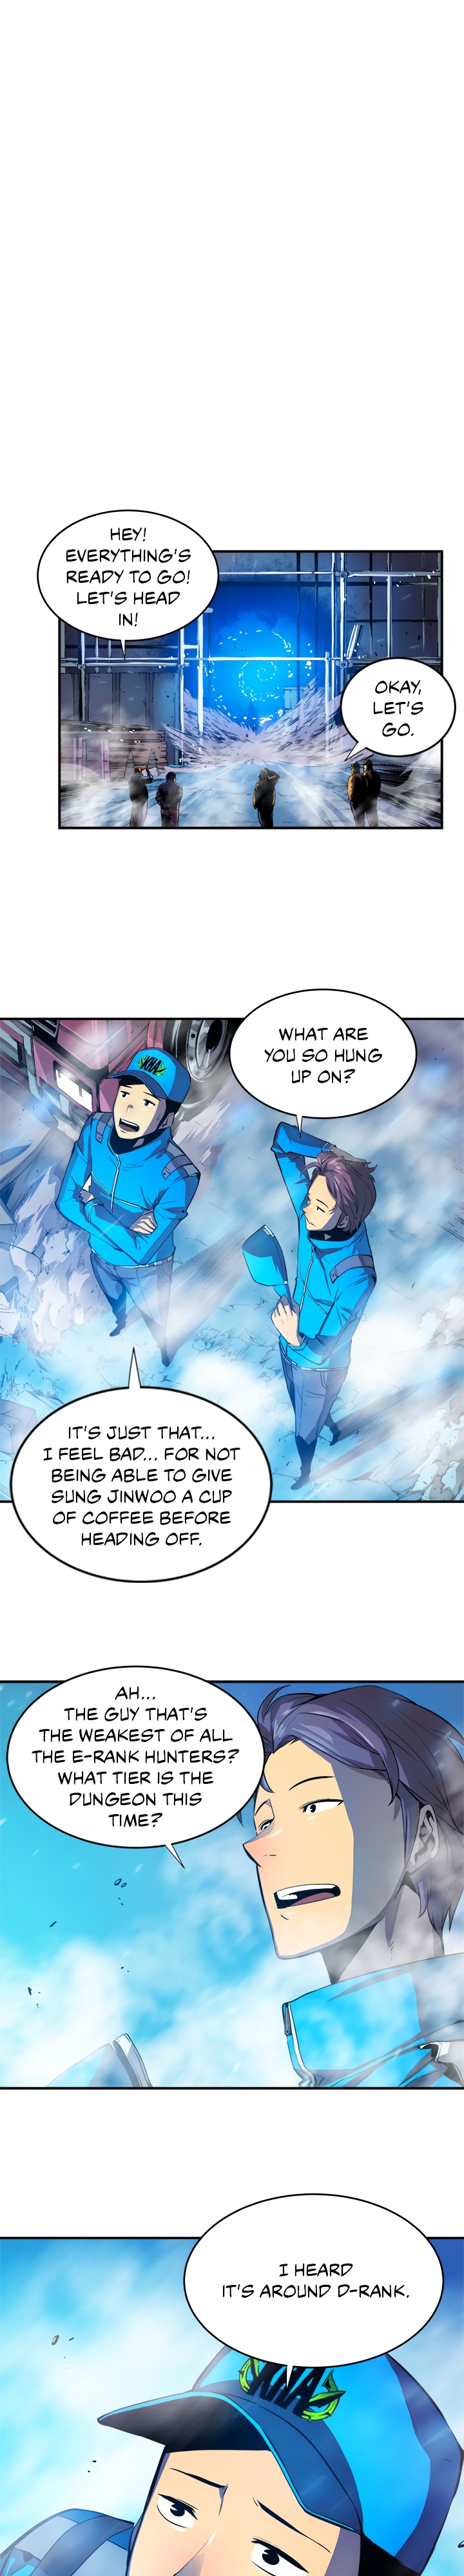 HEY!
EVERYTHING'S
READY TO GO!
LET'S HEAD
IN!
OKAY,
LET'S
GO.
WHAT ARE
YOU SO HUNG
UP ON?
KHA
IT'S JUST THAT...
I FEEL BAD... FOR NOT
BEING ABLE TO GIVE
SUNG JINWOO A CUP
OF COFFEE BEFORE
HEADING OFF.
AH...
THE GUY THAT'S
THE WEAKEST OF ALL
THE E-RANK HUNTERS?
WHAT TIER IS THE
DUNGEON THIS
TIME?
I HEARD
IT'S AROUND D-RANK.
KHA